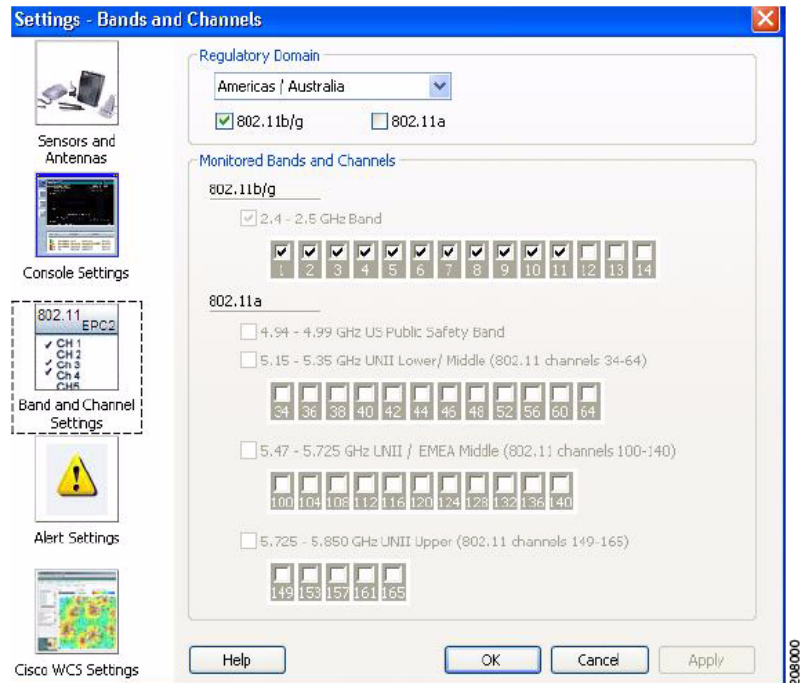 Settings - Bands and Channels
Sensors and
Antennas
Console Settings
802.11
EPC2
CH 1
CH 2
Ch 3
Ch 4
CH5
Band and Channel
Settings
Alert Settings
Cisco WCS Settings
Regulatory Domain
Americas / Australia
802.11b/g 802.11a
Monitored Bands and Channels
802.11b/g
2.4 - 2.5 GHz Band
1 2 3 4 5 6 7 8 9 10 11 12 13 14
802.11a
4.94 - 4.99 GHz US Public Safety Band
5.15 - 5.35 GHz UNII Lower/ Middle (802.11 channels 34-64)
34 36 38 40 42 44 46 48 52 56 60 64
5.47 - 5.725 GHz UNII / EMEA Middle (802.11 channels 100-140)
100 104 108 112 116 120 124 128 132 136 140
5.725 - 5.850 GHz UNII Upper (802.11 channels 149-165)
149 153 157 161 165
Help OK Cancel Apply
208000